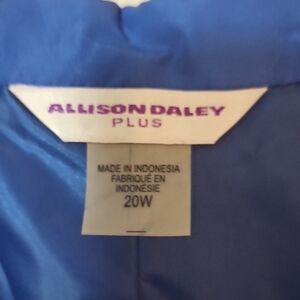 ALLISON DALEY
PLUS
MADE IN INDONESIA
FABRIQUÉ EN
INDONÉSIE
20W